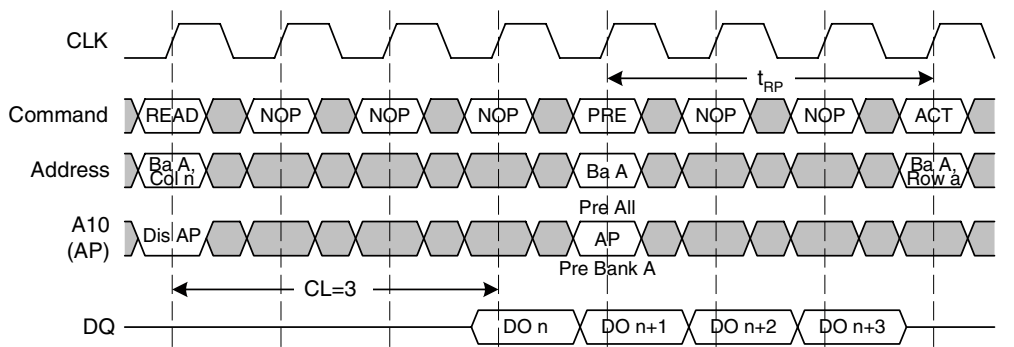 CLK
t_RP
Command READ NOP NOP NOP PRE NOP NOP ACT
Address Ba A, Col n Ba A Ba A, Row a
Pre All
A10 (AP) Dis AP AP
Pre Bank A
CL=3
DQ DO n DO n+1 DO n+2 DO n+3